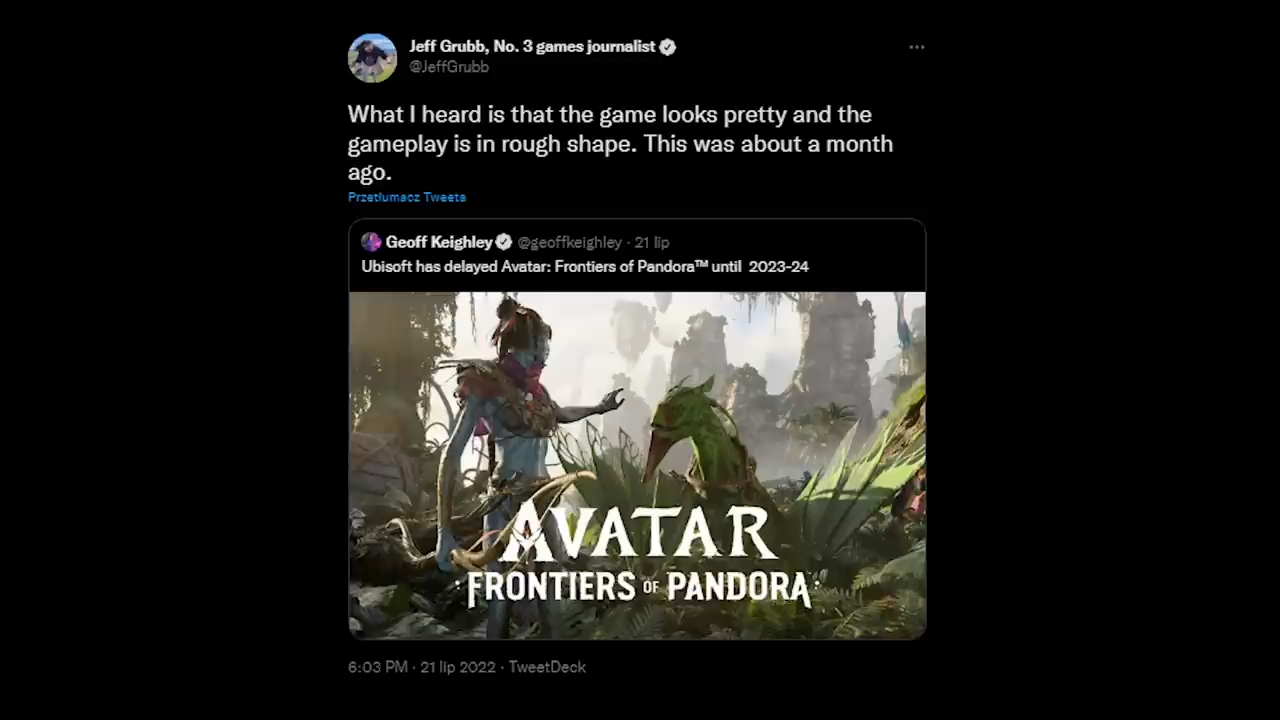 Jeff Grubb, No. 3 games journalist
@JeffGrubb
What I heard is that the game looks pretty and the
gameplay is in rough shape. This was about a month
ago.
Przetłumacz Tweeta
Geoff Keighley @geoffkeighley · 21 lip
Ubisoft has delayed Avatar: Frontiers of Pandora™ until 2023-24
AVATAR
FRONTIERS OF PANDORA
6:03 PM · 21 lip 2022 · TweetDeck